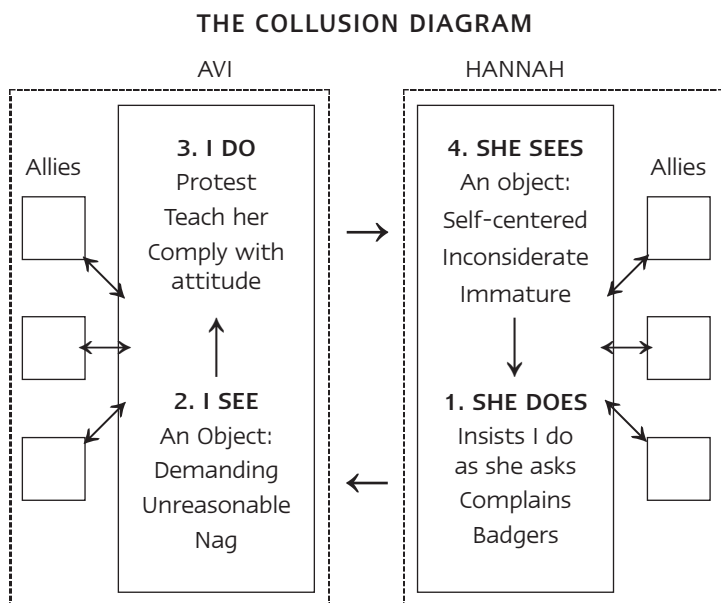 THE COLLUSION DIAGRAM
AVI
HANNAH
Allies
3. I DO
Protest
Teach her
Comply with
attitude
2. I SEE
An Object:
Demanding
Unreasonable
Nag
4. SHE SEES
An object:
Self-centered
Inconsiderate
Immature
1. SHE DOES
Insists I do
as she asks
Complains
Badgers
Allies